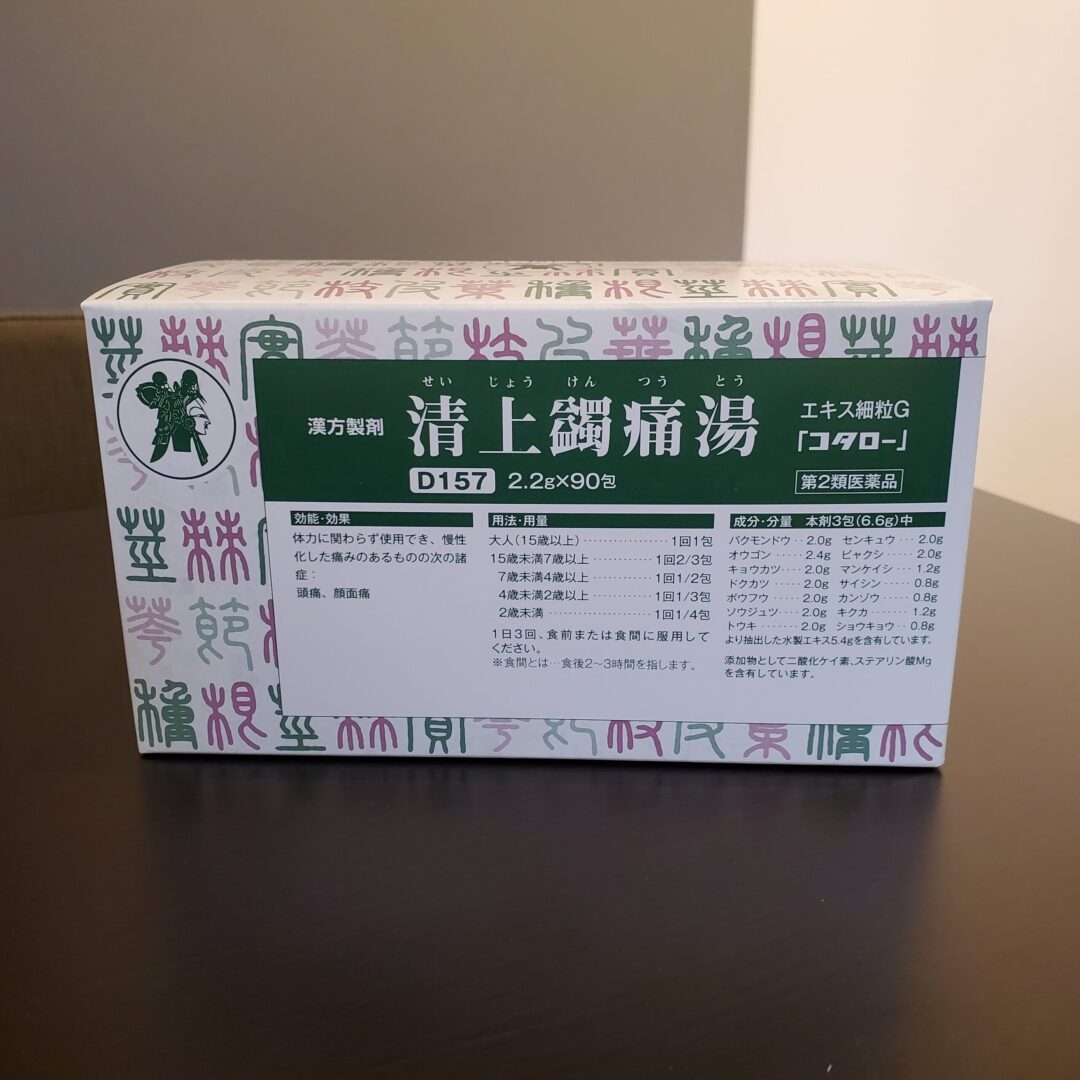 せい じょう けん つう とう
漢方製剤 清上蠲痛湯 エキス細粒G
「コタロー」
D157 2.2g×90包 第2類医薬品
効能・効果
体力に関わらず使用でき、慢性
化した痛みのあるものの次の諸
症：
頭痛、顔面痛
用法・用量
大人(15歳以上)……………1回1包
15歳未満7歳以上…………1回2/3包
7歳未満4歳以上…………1回1/2包
4歳未満2歳以上…………1回1/3包
2歳未満…………………1回1/4包
1日3回、食前または食間に服用して
ください。
※食間とは…食後2〜3時間を指します。
成分・分量 本剤3包(6.6g)中
バクモンドウ‥2.0g センキュウ‥2.0g
オウゴン‥‥‥2.4g ビャクシ‥‥2.0g
キョウカツ‥‥2.0g マンケイシ‥1.2g
ドクカツ‥‥‥2.0g サイシン‥‥0.8g
ボウフウ‥‥‥2.0g カンゾウ‥‥0.8g
ソウジュツ‥‥2.0g キクカ‥‥‥1.2g
トウキ‥‥‥‥2.0g ショウキョウ‥0.8g
より抽出した水製エキス5.4gを含有しています。
添加物として二酸化ケイ素、ステアリン酸Mg
を含有しています。